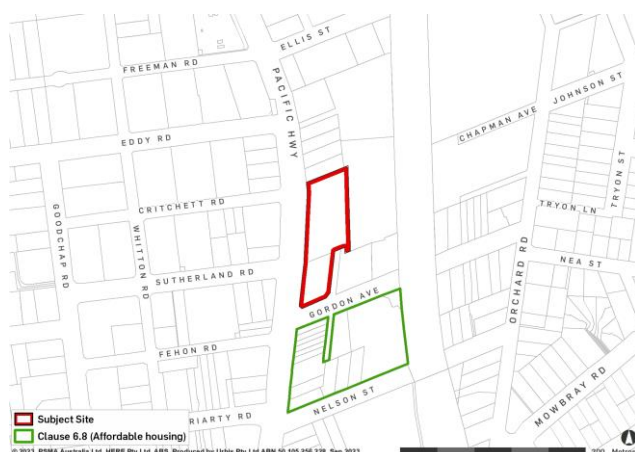 ELLIS ST
FREEMAN RD
PACIFIC HWY
EDDY RD
CHAPMAN AVE
JOHNSON ST
CRITCHETT RD
GOODCHAP RD
WHITTON RD
TRYON ST
TRYON LN
ORCHARD RD
NEA ST
SUTHERLAND RD
GORDON AVE
FEHON RD
MOWBRAY RD
NELSON ST
Subject Site
Clause 6.8 (Affordable housing)
RIARTY RD